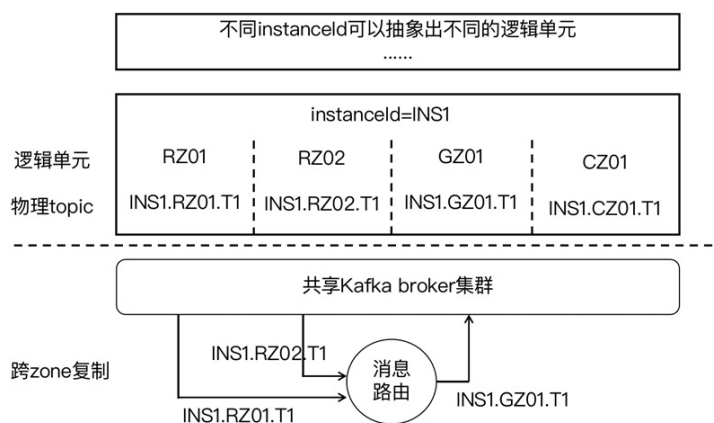 不同instanceId可以抽象出不同的逻辑单元
......
instanceId=INS1
逻辑单元 RZ01 RZ02 GZ01 CZ01
物理topic INS1.RZ01.T1 INS1.RZ02.T1 INS1.GZ01.T1 INS1.CZ01.T1
共享Kafka broker集群
跨zone复制
INS1.RZ02.T1
消息
路由
INS1.GZ01.T1
INS1.RZ01.T1